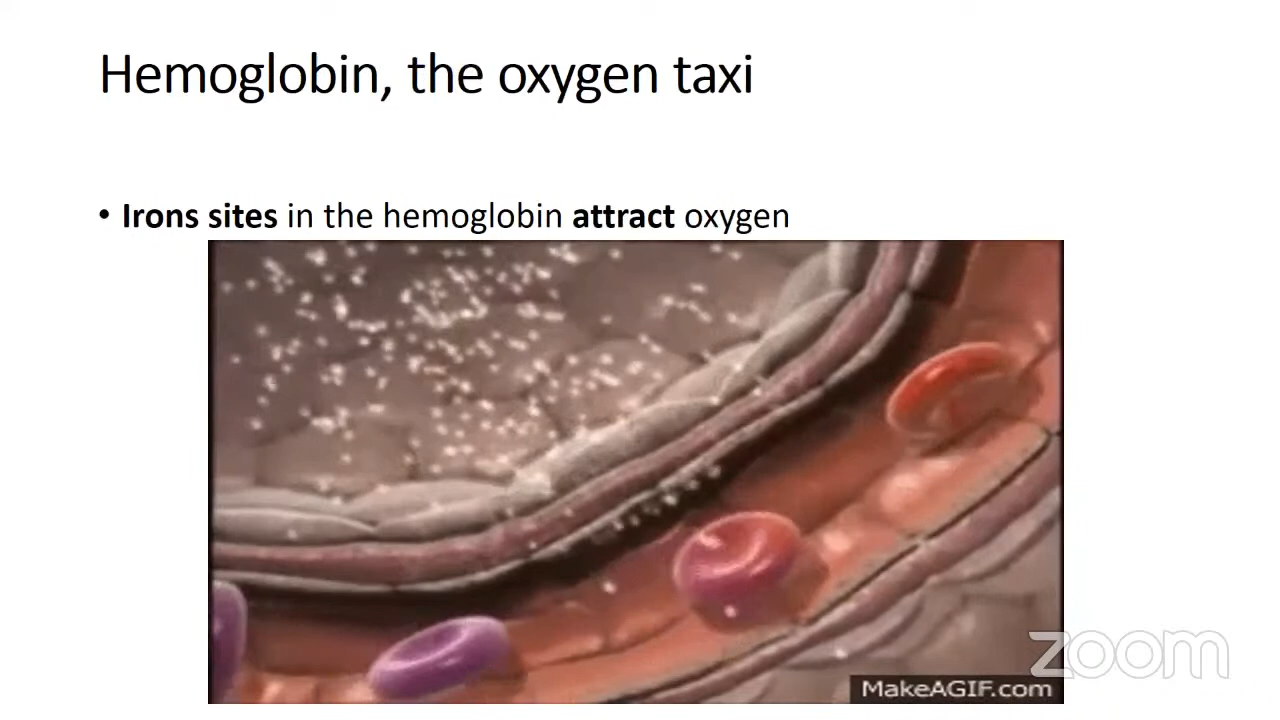 Hemoglobin, the oxygen taxi
• Irons sites in the hemoglobin attract oxygen
zoom
MakeAGIF.com